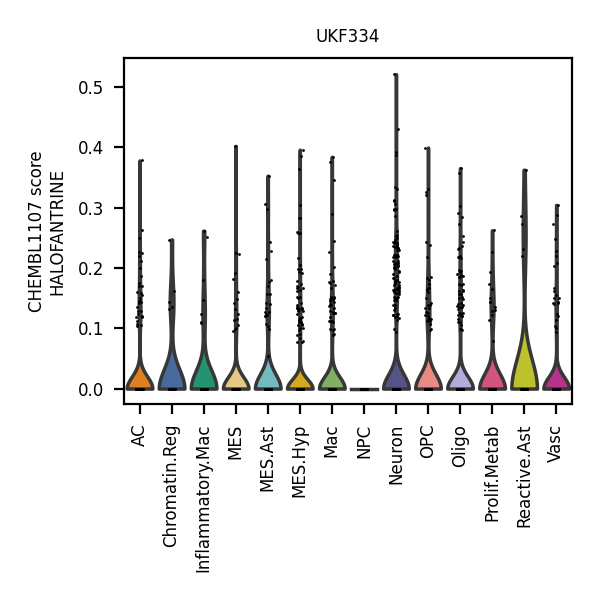 UKF334
CHEMBL1107 score
HALOFANTRINE
0.5
0.4
0.3
0.2
0.1
0.0
AC
Chromatin.Reg
Inflammatory.Mac
MES
MES.Ast
MES.Hyp
Mac
NPC
Neuron
OPC
Oligo
Prolif.Metab
Reactive.Ast
Vasc